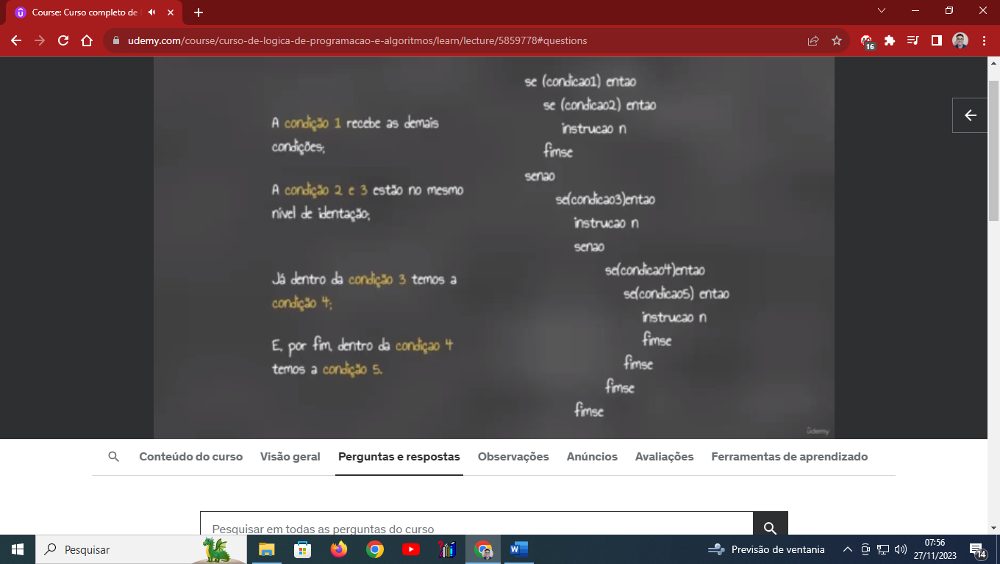 Course: Curso completo de
udemy.com/course/curso-de-logica-de-programacao-e-algoritmos/learn/lecture/5859778#questions
16
A condição 1 recebe as demais
condições;
A condição 2 e 3 estão no mesmo
nível de identação;
Já dentro da condição 3 temos a
condição 4;
E, por fim, dentro da condiçao 4
temos a condição 5.
se (condicao1) entao
se (condicao2) entao
instrucao n
fimse
senao
se(condicao3)entao
instrucao n
senao
se(condicao4)entao
se(condicao5) entao
instrucao n
fimse
fimse
fimse
fimse
ûdemy
Conteúdo do curso Visão geral Perguntas e respostas Observações Anúncios Avaliações Ferramentas de aprendizado
Pesquisar em todas as perguntas do curso
Pesquisar
Previsão de ventania
07:56
27/11/2023
14